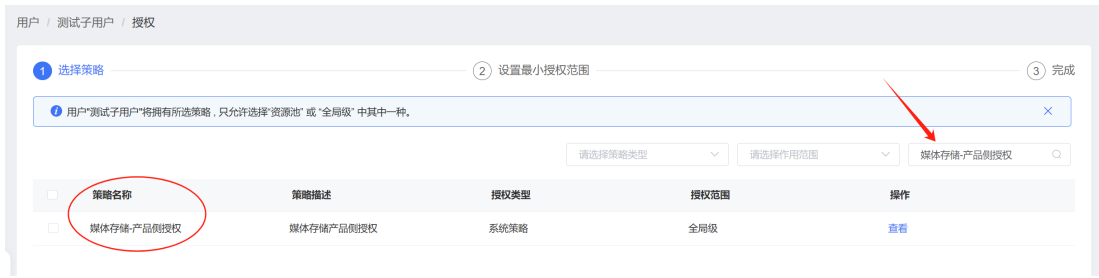 用户 / 测试子用户 / 授权
1 选择策略 2 设置最小授权范围 3 完成
用户"测试子用户"将拥有所选策略，只允许选择“资源池” 或 “全局级” 中其中一种。
请选择策略类型 请选择作用范围 媒体存储-产品侧授权
策略名称 策略描述 授权类型 授权范围 操作
媒体存储-产品侧授权 媒体存储产品侧授权 系统策略 全局级 查看